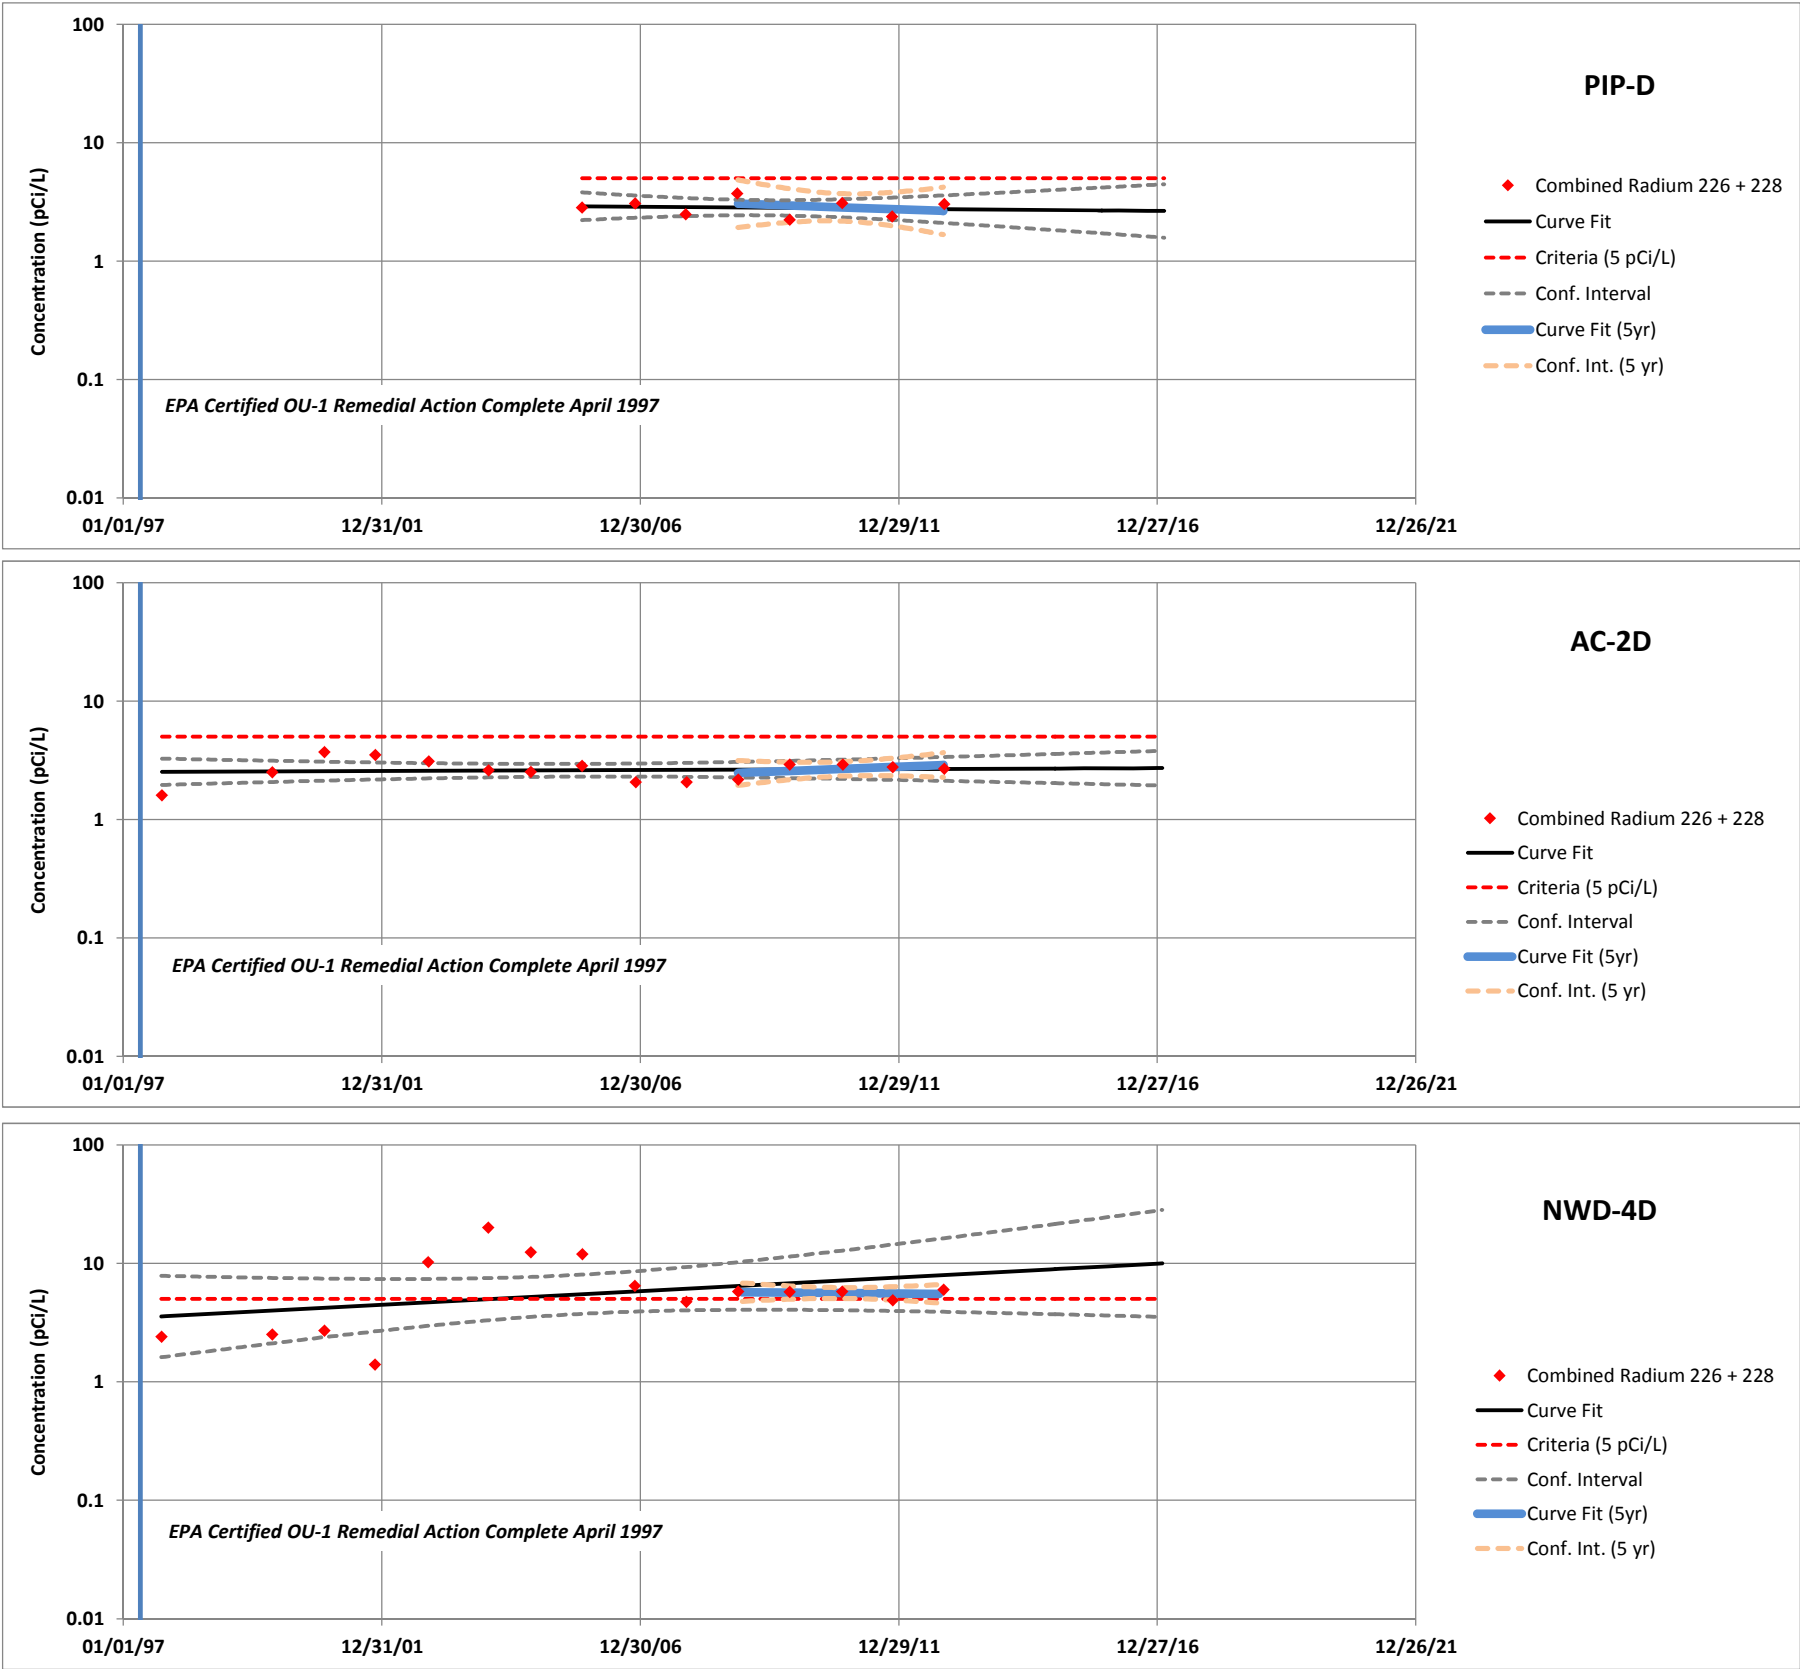 PIP-D
100
10
1
0.1
0.01
Concentration (pCi/L)
01/01/97
12/31/01
12/30/06
12/29/11
12/27/16
12/26/21
EPA Certified OU-1 Remedial Action Complete April 1997
Combined Radium 226 + 228
Curve Fit
Criteria (5 pCi/L)
Conf. Interval
Curve Fit (5yr)
Conf. Int. (5 yr)
AC-2D
100
10
1
0.1
0.01
Concentration (pCi/L)
01/01/97
12/31/01
12/30/06
12/29/11
12/27/16
12/26/21
EPA Certified OU-1 Remedial Action Complete April 1997
Combined Radium 226 + 228
Curve Fit
Criteria (5 pCi/L)
Conf. Interval
Curve Fit (5yr)
Conf. Int. (5 yr)
NWD-4D
100
10
1
0.1
0.01
Concentration (pCi/L)
01/01/97
12/31/01
12/30/06
12/29/11
12/27/16
12/26/21
EPA Certified OU-1 Remedial Action Complete April 1997
Combined Radium 226 + 228
Curve Fit
Criteria (5 pCi/L)
Conf. Interval
Curve Fit (5yr)
Conf. Int. (5 yr)